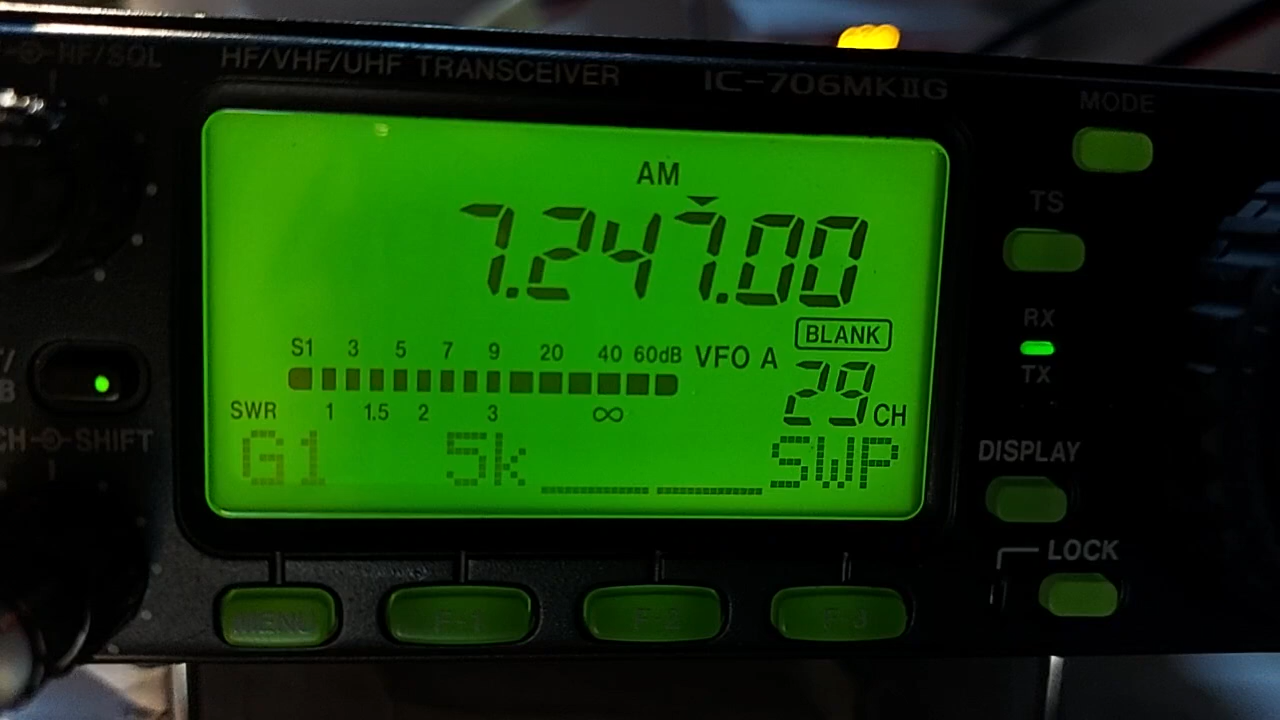 RF/SQL
HF/VHF/UHF TRANSCEIVER
IC-706MKIIG
MODE
AM
TS
7.247.00
RX
BLANK
S1 3 5 7 9 20 40 60dB VFO A
TX
29 CH
SWR 1 1.5 2 3 ∞
CH SHIFT
G1 5k SWP
DISPLAY
LOCK
MENU F-1 F-2 F-3